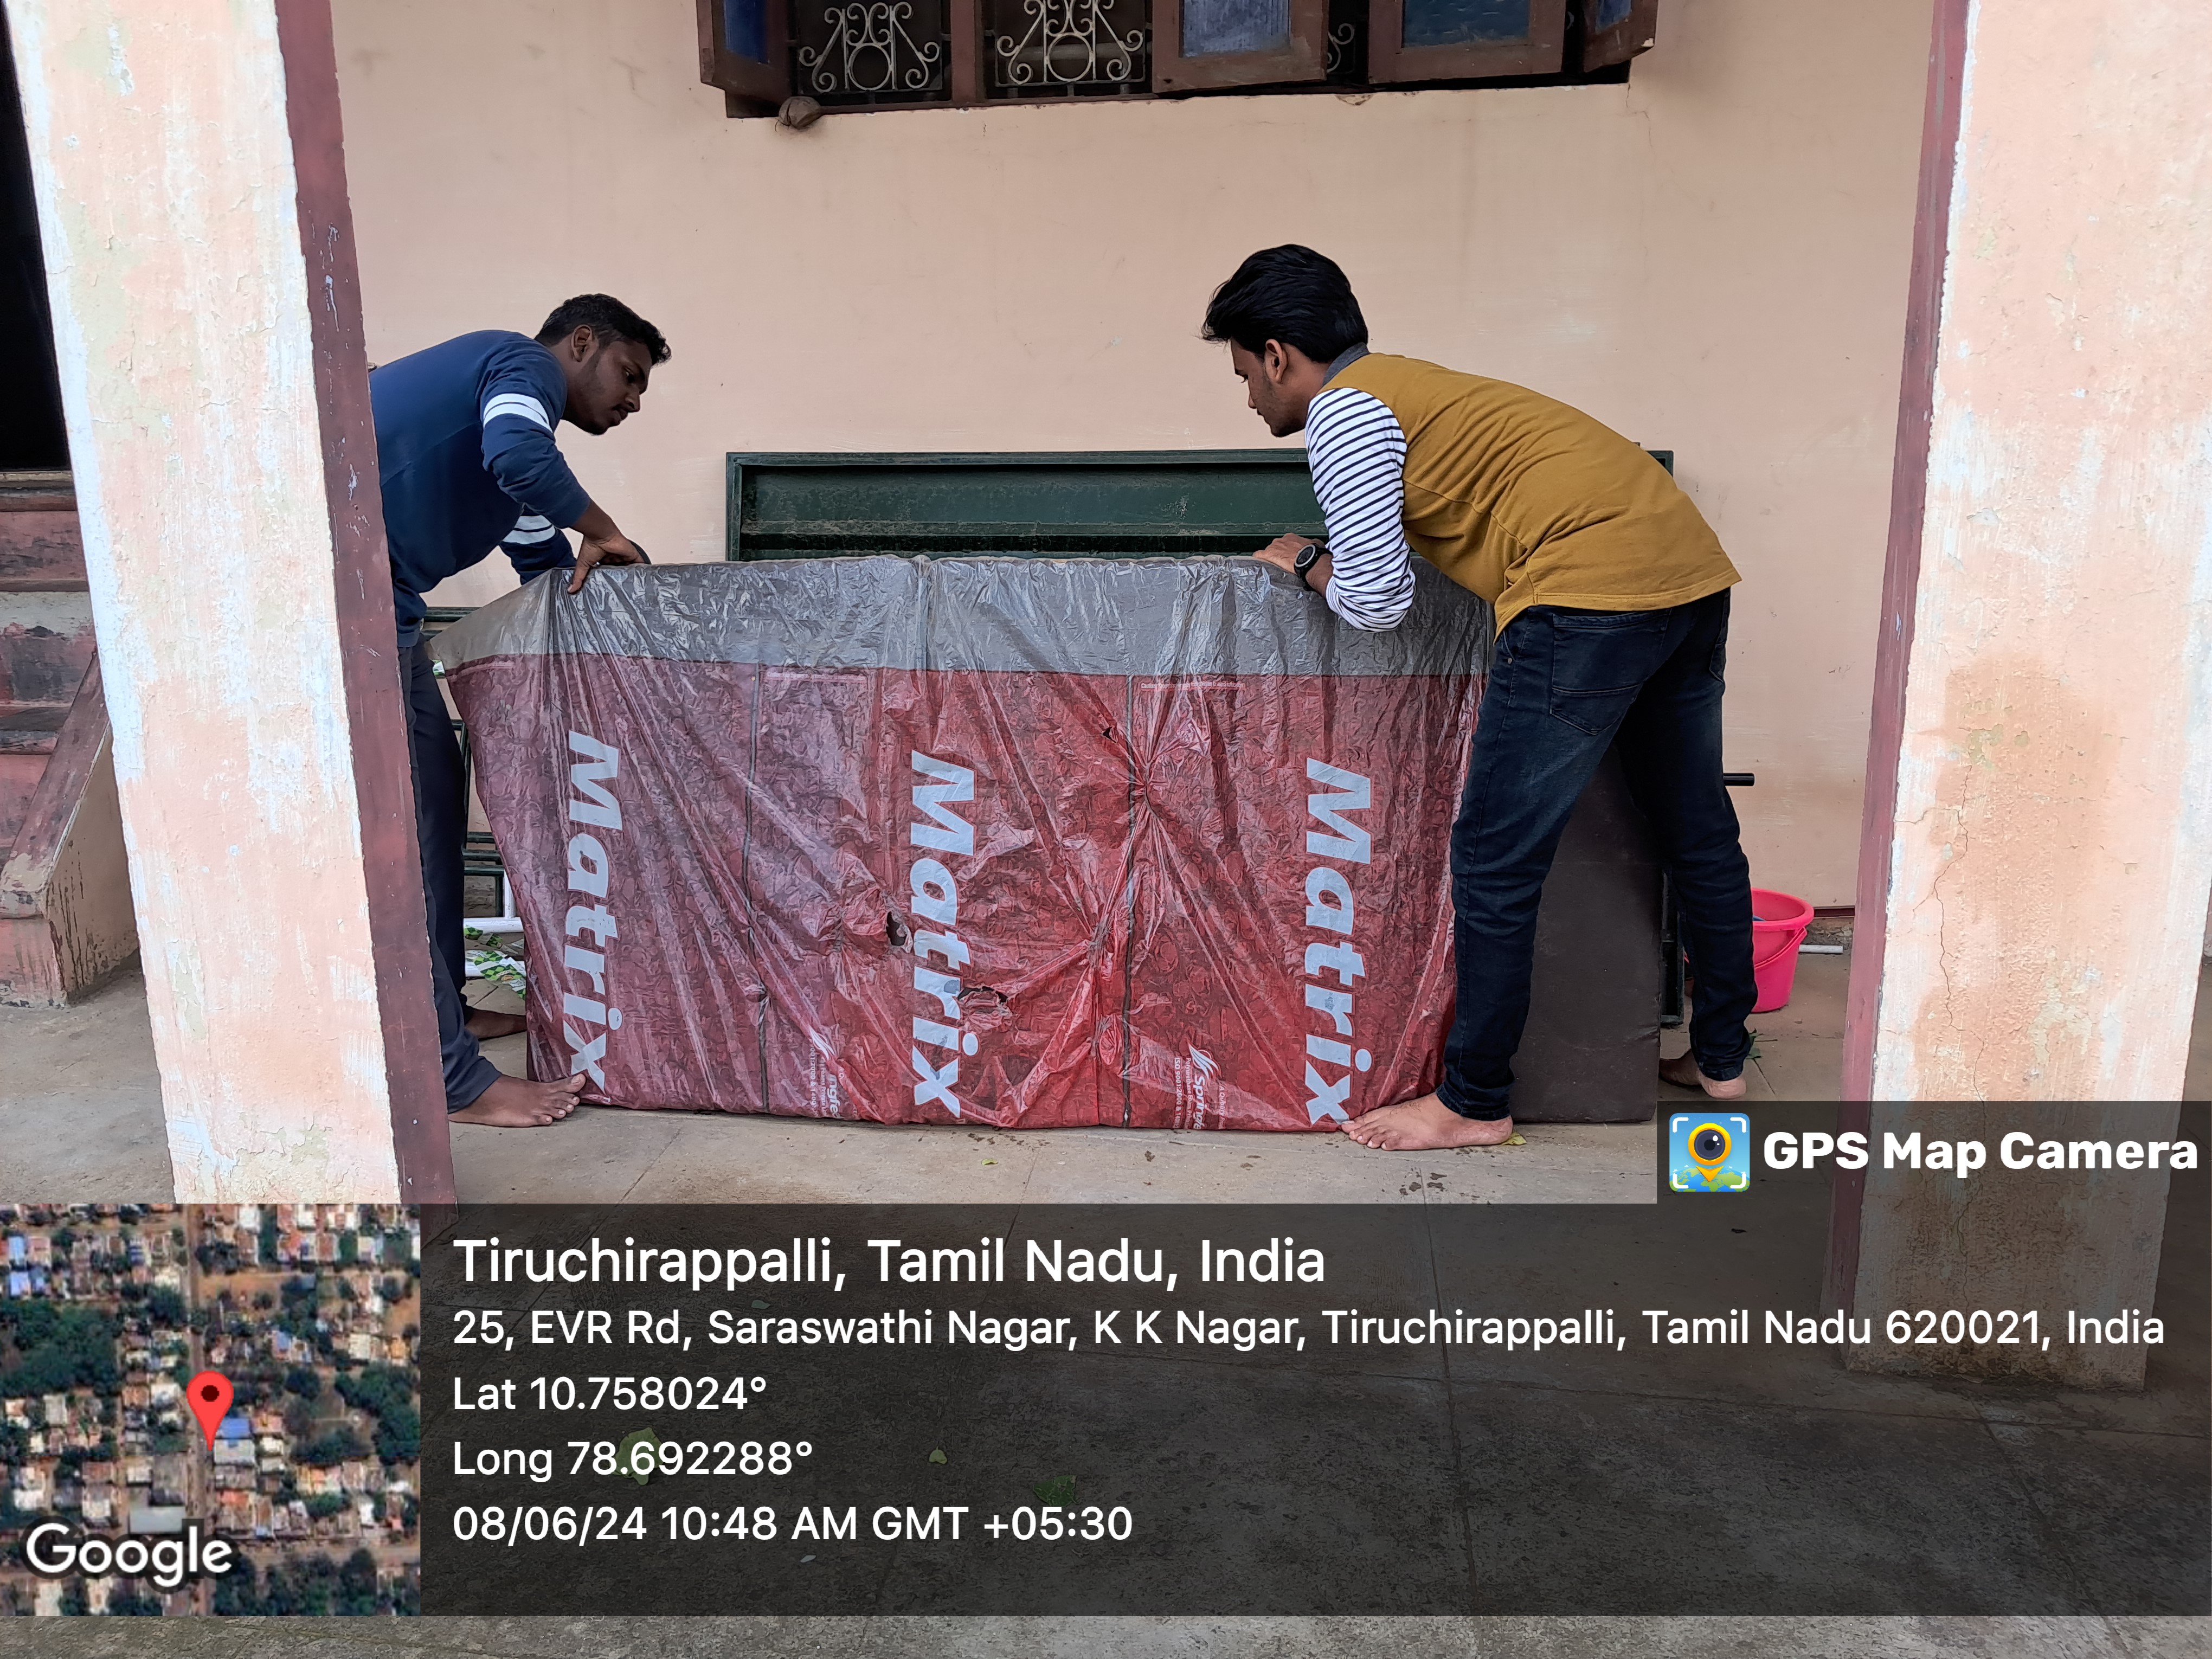 Matrix
Matrix
Matrix
GPS Map Camera
Tiruchirappalli, Tamil Nadu, India
25, EVR Rd, Saraswathi Nagar, K K Nagar, Tiruchirappalli, Tamil Nadu 620021, India
Lat 10.758024°
Long 78.692288°
08/06/24 10:48 AM GMT +05:30
Google